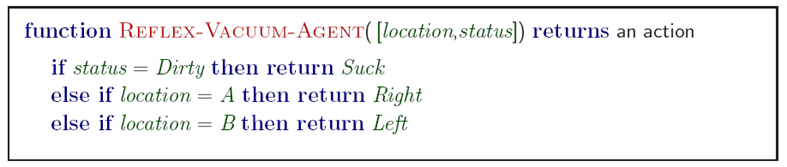 function REFLEX-VACUUM-AGENT( [location,status]) returns an action
if status = Dirty then return Suck
else if location = A then return Right
else if location = B then return Left